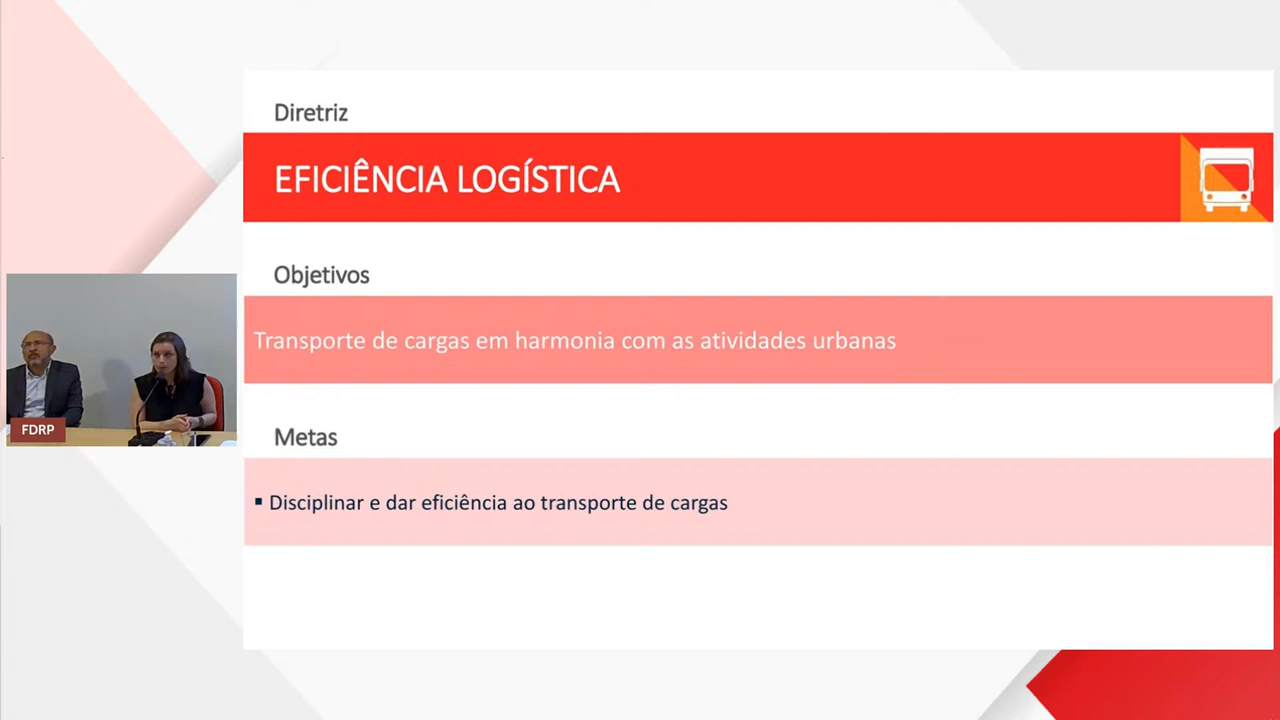 Diretriz
EFICIÊNCIA LOGÍSTICA
Objetivos
Transporte de cargas em harmonia com as atividades urbanas
FDRP
Metas
▪ Disciplinar e dar eficiência ao transporte de cargas